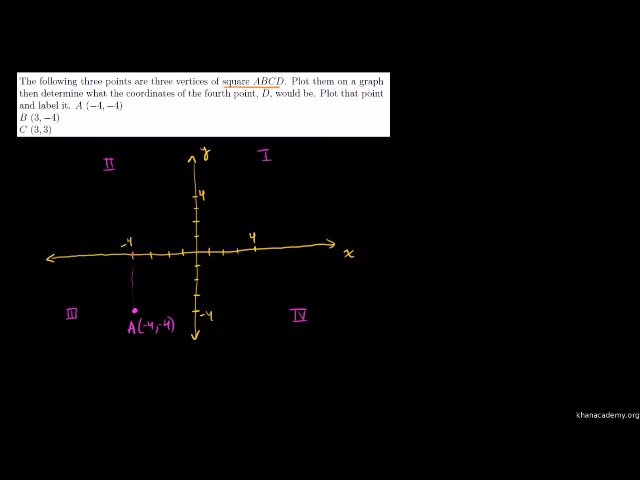 The following three points are three vertices of square ABCD. Plot them on a graph
then determine what the coordinates of the fourth point, D, would be. Plot that point
and label it. A (−4, −4)
B (3, −4)
C (3, 3)
II
y
I
4
-4
4
x
III
A(-4,-4)
-4
IV
khanacademy.org